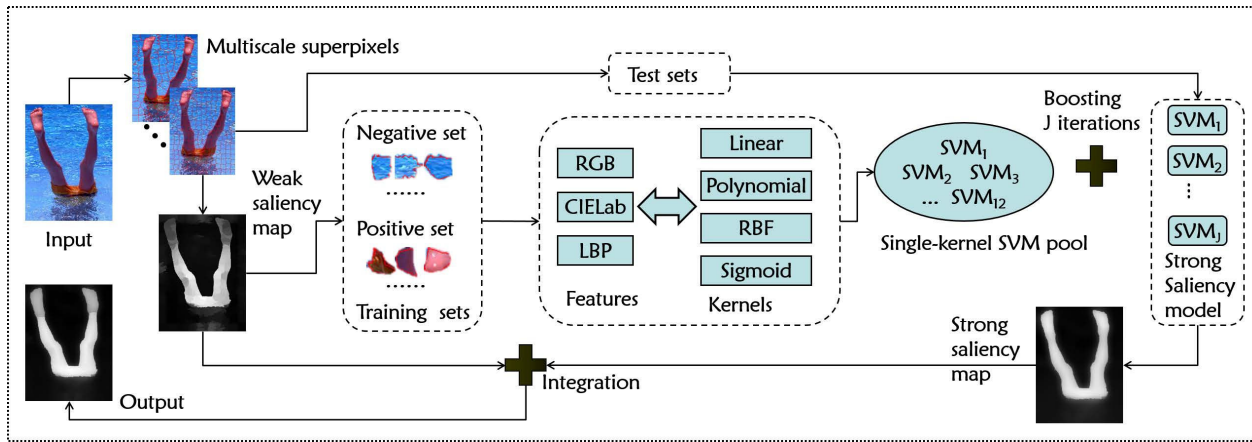 Multiscale superpixels
Input
Weak
saliency
map
Negative set
......
Positive set
......
Training sets
Test sets
RGB
CIELab
LBP
Features
Linear
Polynomial
RBF
Sigmoid
Kernels
SVM₁
SVM₂ SVM₃
... SVM₁₂
Single-kernel SVM pool
Boosting
J iterations
SVM₁
SVM₂
⋮
SVMJ
Strong
Saliency
model
Strong
saliency
map
Integration
Output